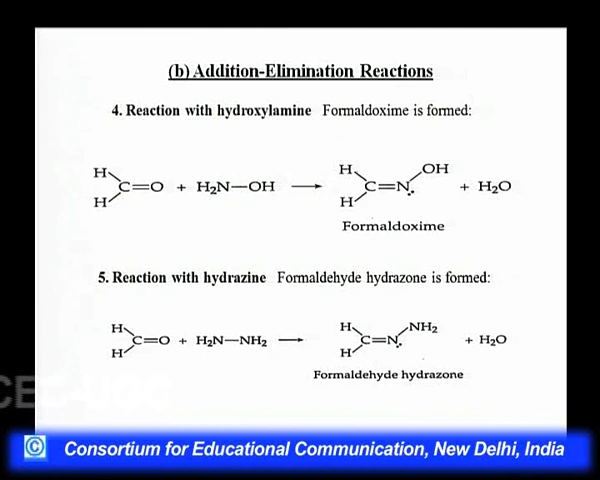 (b) Addition-Elimination Reactions
4. Reaction with hydroxylamine Formaldoxime is formed:
H H C=O + H₂N—OH ⟶ H H C=N OH + H₂O
Formaldoxime
5. Reaction with hydrazine Formaldehyde hydrazone is formed:
H H C=O + H₂N—NH₂ ⟶ H H C=N NH₂ + H₂O
Formaldehyde hydrazone
© Consortium for Educational Communication, New Delhi, India